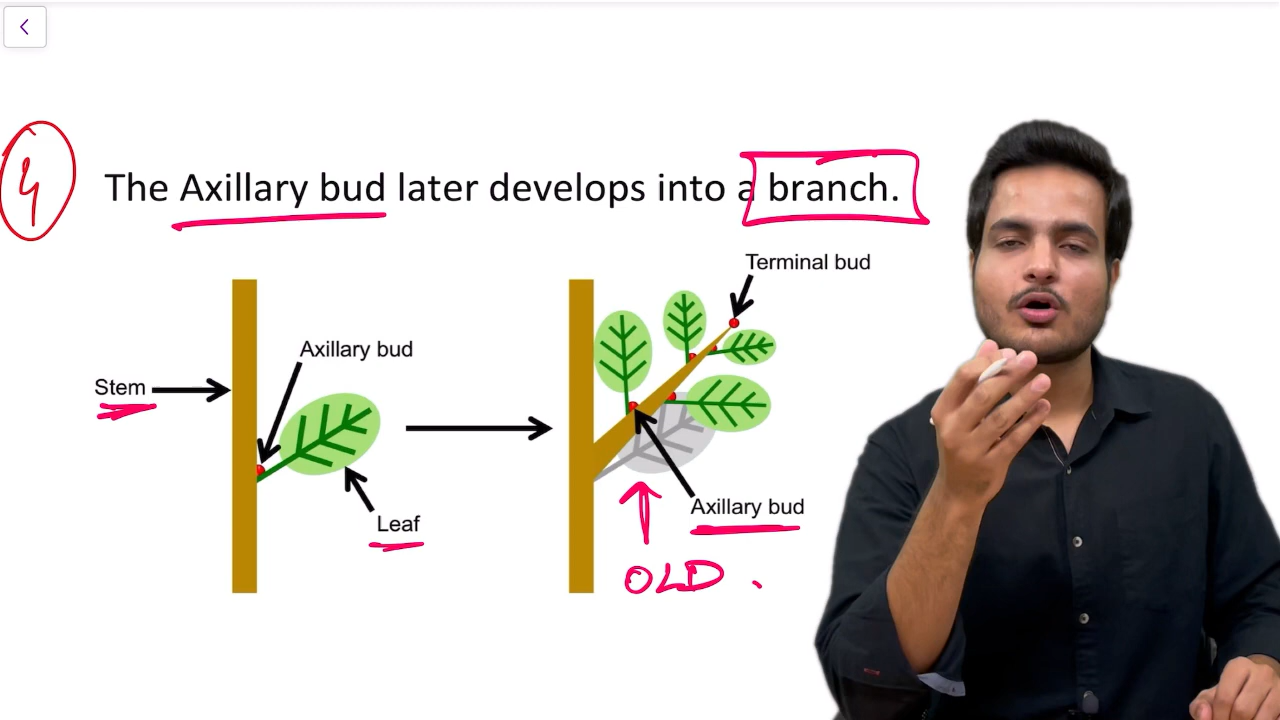 4
The Axillary bud later develops into a branch.
Terminal bud
Axillary bud
Stem
Leaf
Axillary bud
OLD